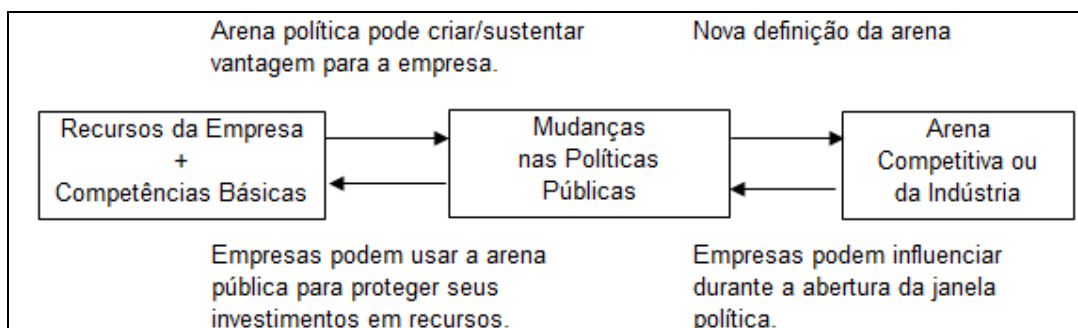 Arena política pode criar/sustentar
vantagem para a empresa.
Nova definição da arena
Recursos da Empresa
+
Competências Básicas
Mudanças
nas Políticas
Públicas
Arena
Competitiva ou
da Indústria
Empresas podem usar a arena
pública para proteger seus
investimentos em recursos.
Empresas podem influenciar
durante a abertura da janela
política.